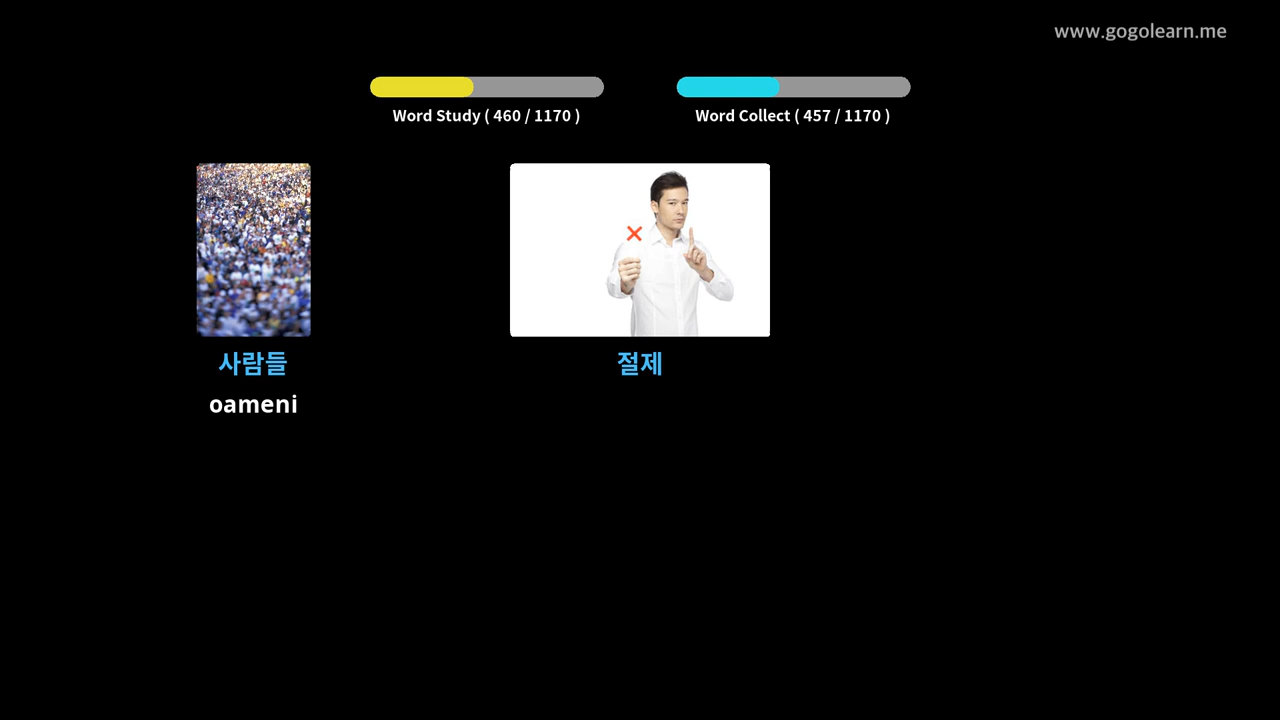 www.gogolearn.me
Word Study ( 460 / 1170 )
Word Collect ( 457 / 1170 )
사람들
oameni
절제